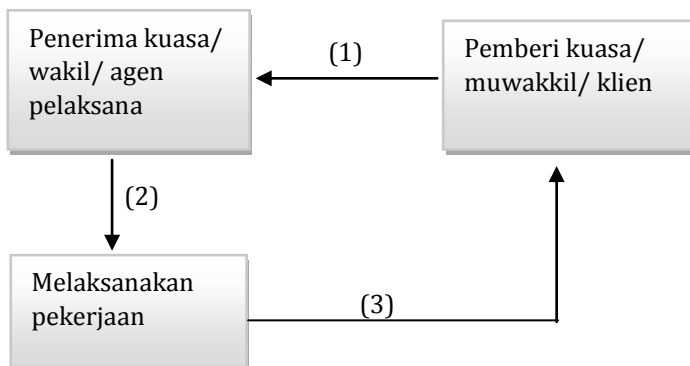 Penerima kuasa/
wakil/ agen
pelaksana
(1)
Pemberi kuasa/
muwakkil/ klien
(2)
Melaksanakan
pekerjaan
(3)